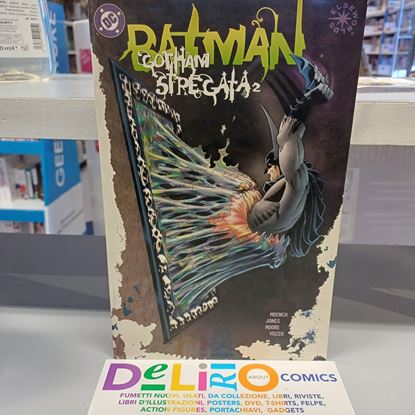 DC
BATMAN
ELSEWORLDS
GOTHAM
STREGATA 2
MOENCH
JONES
MOORE
VOZZO
DELIRIO ABOUT COMICS
FUMETTI NUOVI, USATI, DA COLLEZIONE, LIBRI, RIVISTE,
LIBRI D'ILLUSTRAZIONI, POSTERS, DVD, T-SHIRTS, FELPE,
ACTION FIGURES, PORTACHIAVI, GADGETS